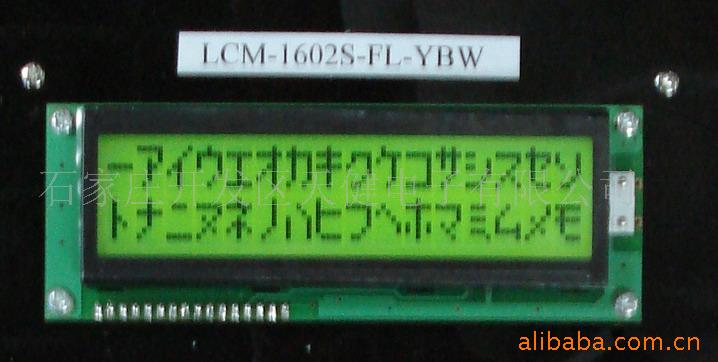 LCM-1602S-FL-YBW
ーアイウエオカキクケコサシスセソ
石家庄开发区天健电子有限公司
トナニヌネノハヒフヘホマミムメモ
alibaba.com.cn